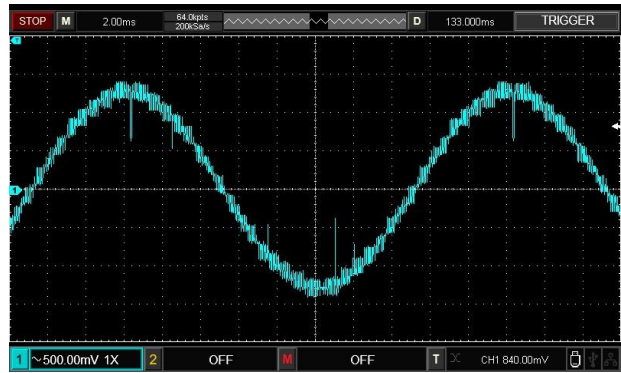 STOP M 2.00ms 64.0kpts D 133.000ms TRIGGER
200kSa/s
T
1
1 ~500.00mV 1X 2 OFF M OFF T CH1 840.00mV